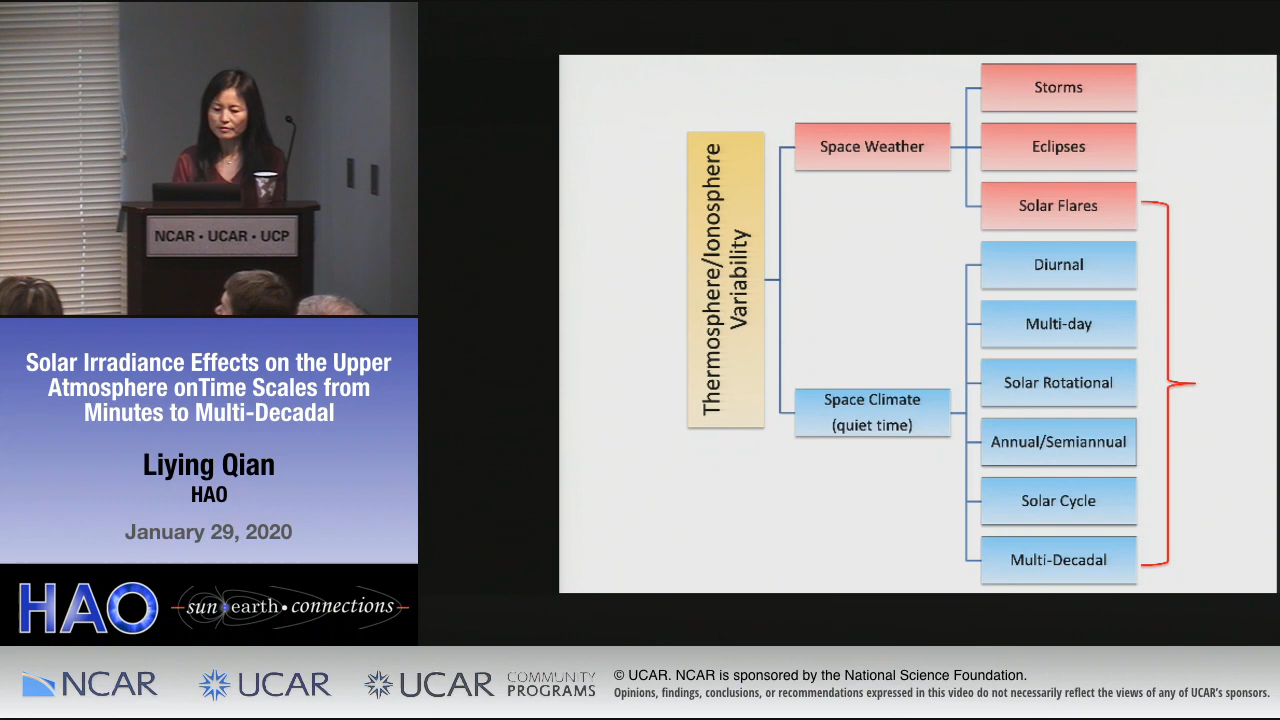 NCAR • UCAR • UCP
Solar Irradiance Effects on the Upper
Atmosphere onTime Scales from
Minutes to Multi-Decadal
Liying Qian
HAO
January 29, 2020
HAO
sun • earth • connections
Thermosphere/Ionosphere
Variability
Space Weather
Space Climate
(quiet time)
Storms
Eclipses
Solar Flares
Diurnal
Multi-day
Solar Rotational
Annual/Semiannual
Solar Cycle
Multi-Decadal
NCAR
UCAR
UCAR
COMMUNITY
PROGRAMS
© UCAR. NCAR is sponsored by the National Science Foundation.
Opinions, findings, conclusions, or recommendations expressed in this video do not necessarily reflect the views of any of UCAR's sponsors.